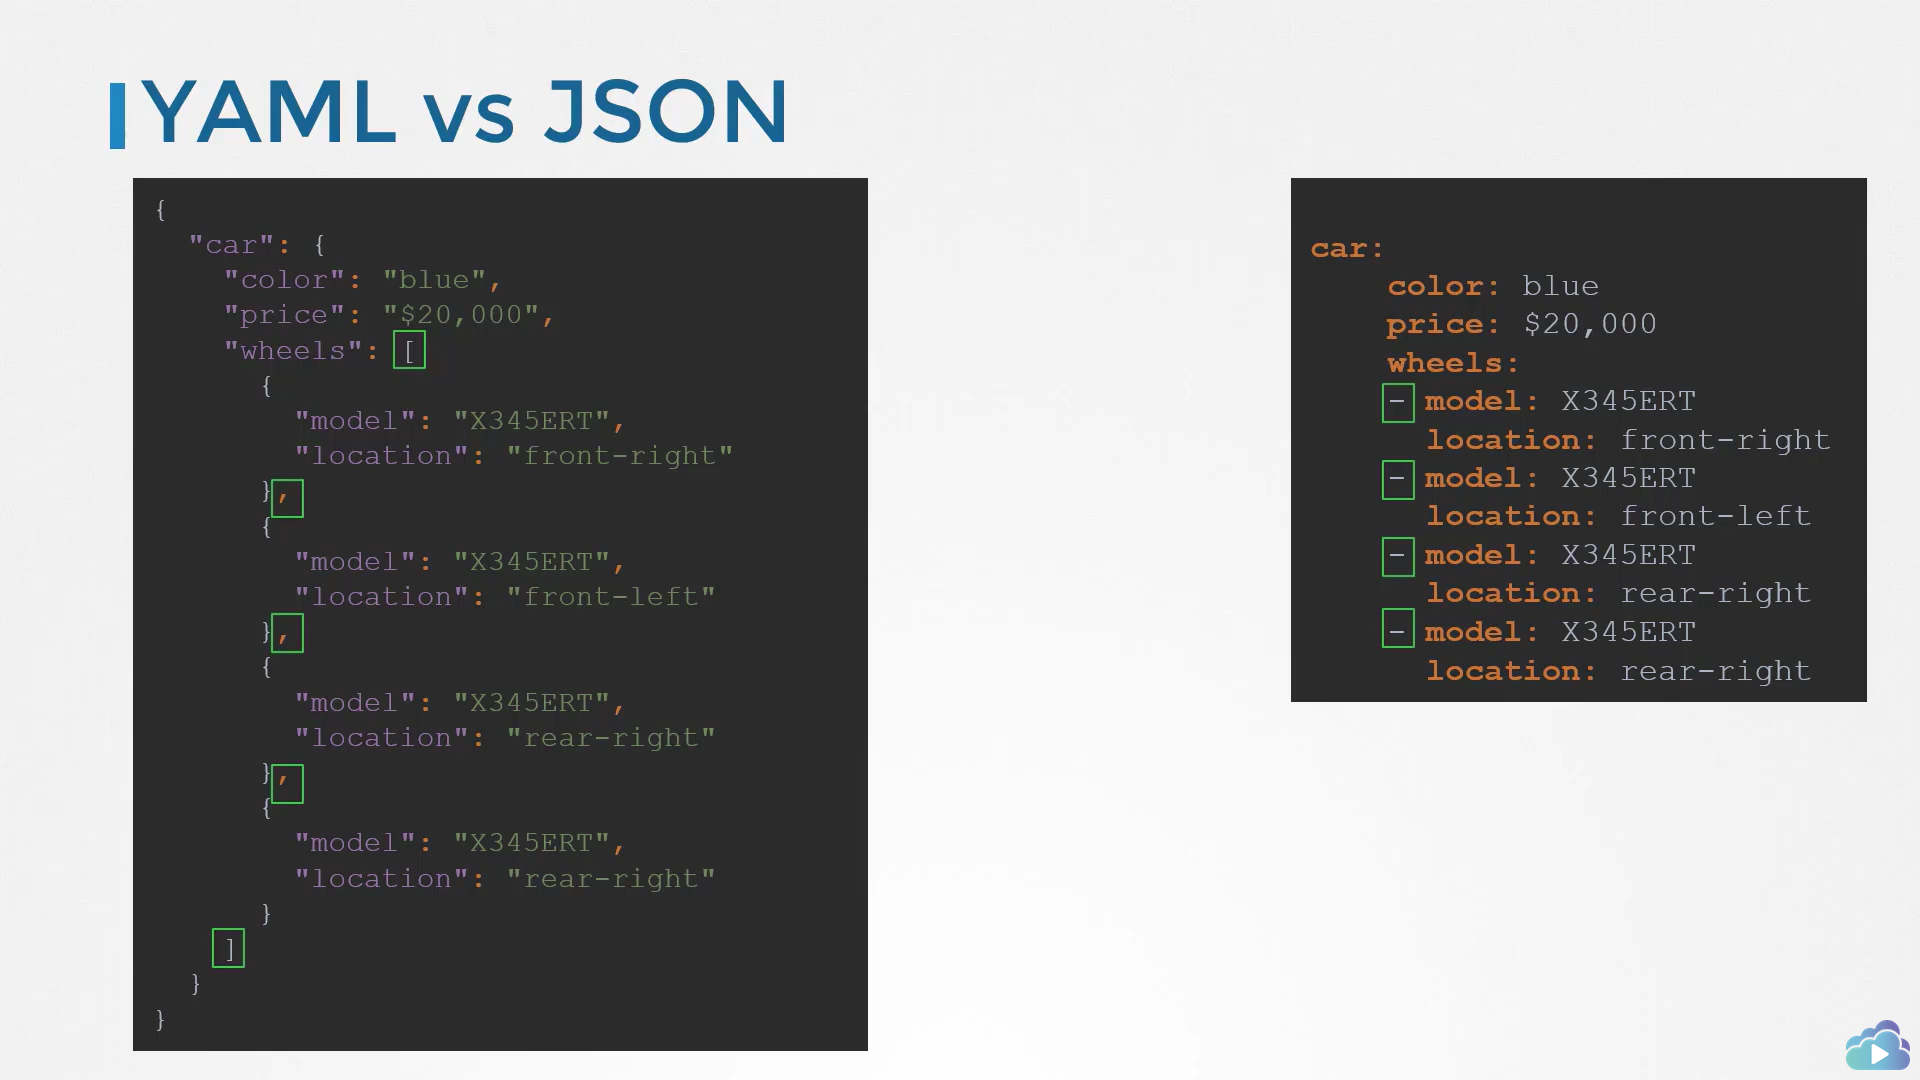 YAML vs JSON
{
"car": {
"color": "blue",
"price": "$20,000",
"wheels": [
{
"model": "X345ERT",
"location": "front-right"
},
{
"model": "X345ERT",
"location": "front-left"
},
{
"model": "X345ERT",
"location": "rear-right"
},
{
"model": "X345ERT",
"location": "rear-right"
}
]
}
}
car:
color: blue
price: $20,000
wheels:
- model: X345ERT
location: front-right
- model: X345ERT
location: front-left
- model: X345ERT
location: rear-right
- model: X345ERT
location: rear-right